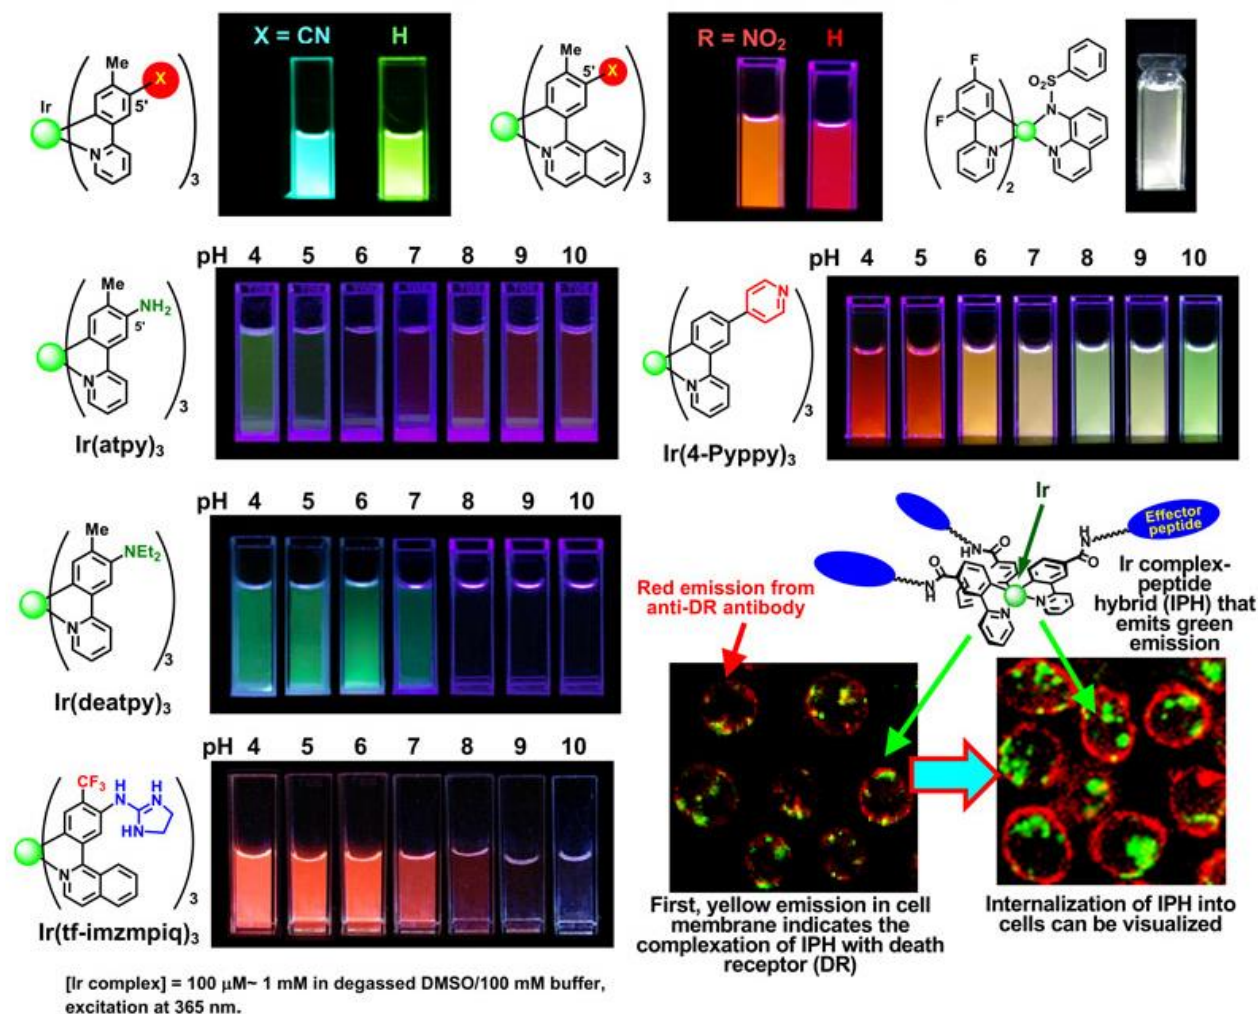 X = CN H
R = NO2 H
Me
X
5'
Ir
N
3
Me
X
5'
N
3
F
F
O2S
N
N
N
2
pH 4 5 6 7 8 9 10
Me
NH2
5'
N
3
Ir(atpy)3
pH 4 5 6 7 8 9 10
N
N
3
Ir(4-Pyppy)3
pH 4 5 6 7 8 9 10
Me
NEt2
N
3
Ir(deatpy)3
Ir
Effector
peptide
H
N
O
O
HN
O
N
H
N
N
Ir complex-
peptide
hybrid (IPH) that
emits green
emission
Red emission from
anti-DR antibody
First, yellow emission in cell
membrane indicates the
complexation of IPH with death
receptor (DR)
Internalization of IPH into
cells can be visualized
pH 4 5 6 7 8 9 10
CF3
H
N
N
HN
N
3
Ir(tf-imzmpiq)3
[Ir complex] = 100 μM~ 1 mM in degassed DMSO/100 mM buffer,
excitation at 365 nm.